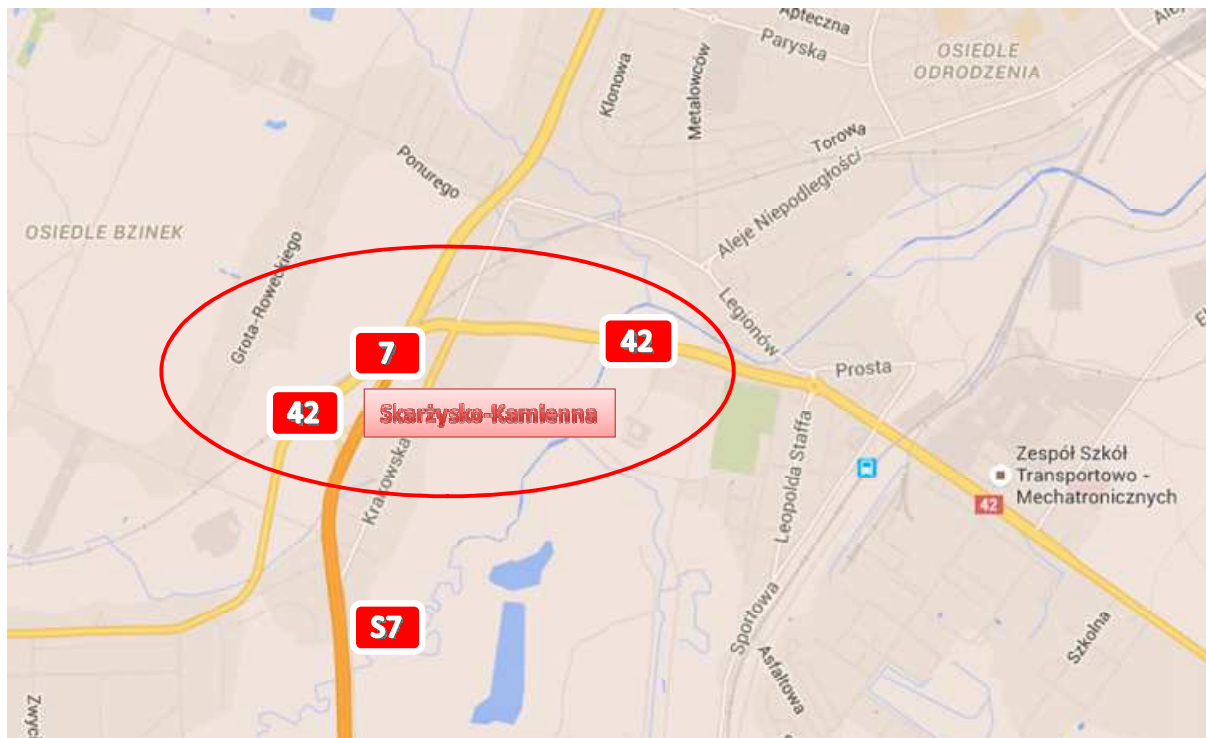 Apteczna
Paryska
OSIEDLE
ODRODZENIA
Klonowa
Metalowców
Torowa
Ponurego
Aleje Niepodległości
OSIEDLE BZINEK
Grota-Roweckiego
Legionów
7
42
Prosta
42
Skarżysko-Kamienna
Krakowska
Leopolda Staffa
Zespół Szkół
Transportowo -
Mechatronicznych
42
S7
Sportowa
Szkolna
Asfaltowa